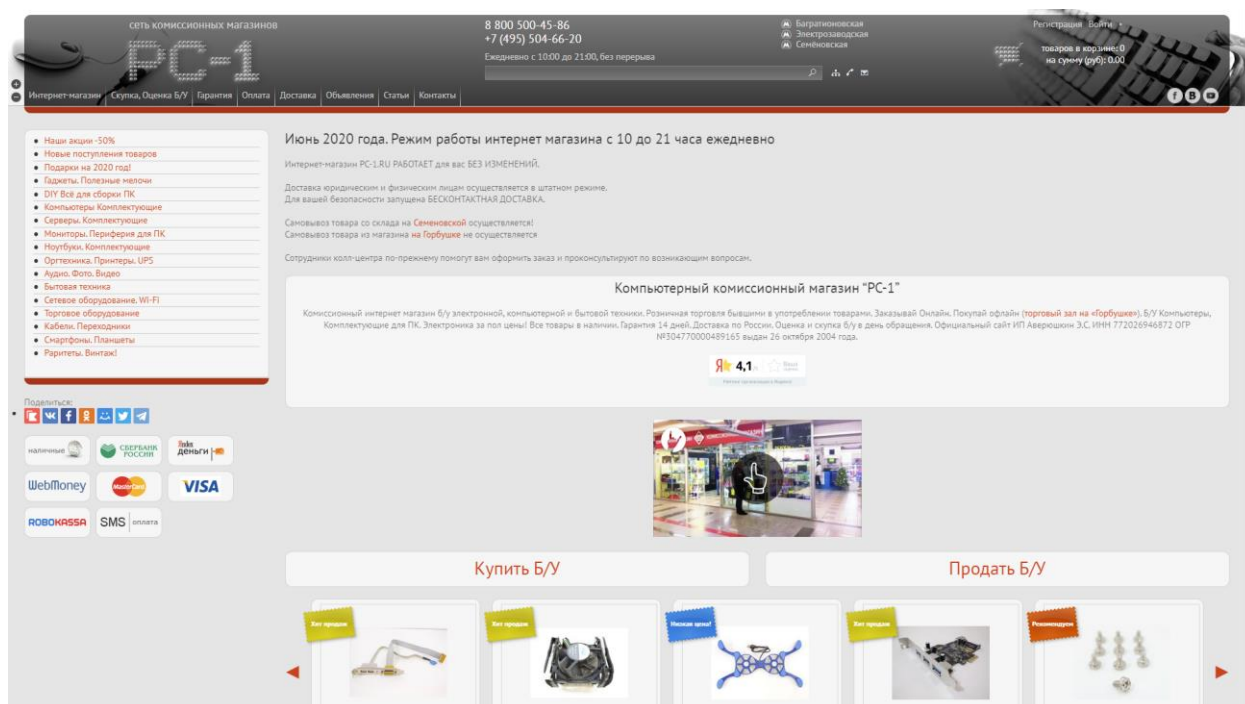 сеть комиссионных магазинов
PC-1
8 800 500-45-86
+7 (495) 504-66-20
Ежедневно с 10:00 до 21:00, без перерыва
Багратионовская
Электрозаводская
Семёновская
Регистрация Войти
товаров в корзине: 0
на сумму (руб): 0.00
Интернет-магазин Скупка, Оценка Б/У Гарантия Оплата Доставка Объявления Статьи Контакты
Наши акции -50%
Новые поступления товаров
Подарки на 2020 год!
Гаджеты. Полезные мелочи
DIY Всё для сборки ПК
Компьютеры Комплектующие
Серверы. Комплектующие
Мониторы. Периферия для ПК
Ноутбуки. Комплектующие
Оргтехника. Принтеры. UPS
Аудио. Фото. Видео
Бытовая техника
Сетевое оборудование. Wi-Fi
Торговое оборудование
Кабели. Переходники
Смартфоны. Планшеты
Раритеты. Винтаж!
Поделиться:
наличные
СБЕРБАНК РОССИИ
Яndex деньги
WebMoney
MasterCard
VISA
ROBOKASSA
SMS оплата
Июнь 2020 года. Режим работы интернет магазина с 10 до 21 часа ежедневно
Интернет-магазин PC-1.RU РАБОТАЕТ для вас БЕЗ ИЗМЕНЕНИЙ.
Доставка юридическим и физическим лицам осуществляется в штатном режиме.
Для вашей безопасности запущена БЕСКОНТАКТНАЯ ДОСТАВКА.
Самовывоз товара со склада на Семеновской осуществляется!
Самовывоз товара из магазина на Горбушке не осуществляется
Сотрудники колл-центра по-прежнему помогут вам оформить заказ и проконсультируют по возникающим вопросам.
Компьютерный комиссионный магазин “PC-1”
Комиссионный интернет магазин б/у электронной, компьютерной и бытовой техники. Розничная торговля бывшими в употреблении товарами. Заказывай Онлайн. Покупай офлайн (торговый зал на «Горбушке»). Б/У Компьютеры,
Комплектующие для ПК. Электроника за пол цены! Все товары в наличии. Гарантия 14 дней. Доставка по России. Оценка и скупка б/у в день обращения. Официальный сайт ИП Аверюшкин Э.С, ИНН 772026946872 ОГР
№304770000489165 выдан 26 октября 2004 года.
Я 4,1
Купить Б/У
Продать Б/У
Хит продаж
Хит продаж
Низкая цена!
Хит продаж
Рекомендуем